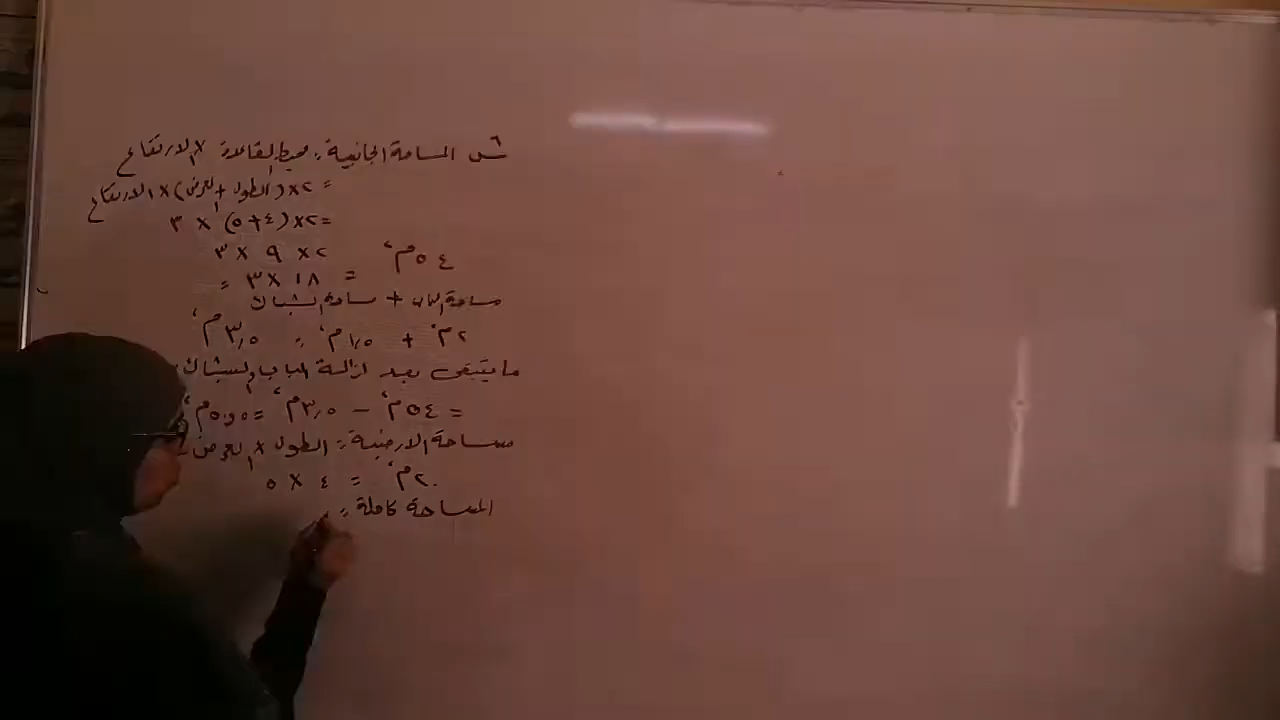 س٦ المساحة الجانبية = محيط القاعدة × الارتفاع
= ٢ × (الطول + العرض) × الارتفاع
= ٢ × (٤ + ٥) × ٣
٢ × ٩ × ٣
= ١٨ × ٣ = ٥٤ م٢
مساحة الباب + مساحة الشباك
٢ م٢ + ١,٥ م٢ = ٣,٥ م٢
ما يتبقى بعد ازالة الباب والشباك
= ٥٤ م٢ - ٣,٥ م٢ = ٥٠,٥ م٢
مساحة الارضية = الطول × العرض =
٥ × ٤ = ٢٠ م٢
المساحة كاملة =